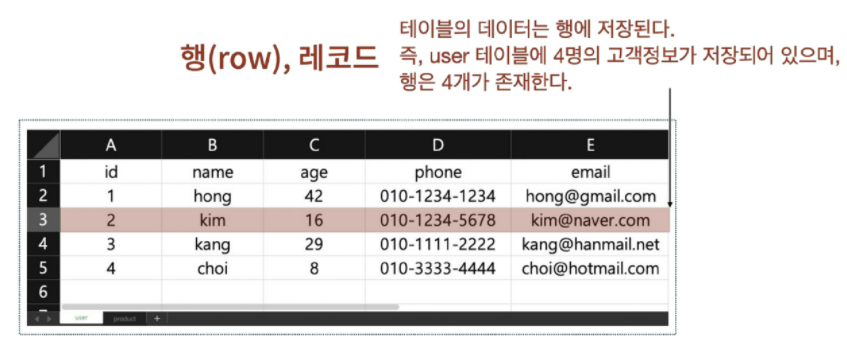 테이블의 데이터는 행에 저장된다.
행(row), 레코드 즉, user 테이블에 4명의 고객정보가 저장되어 있으며,
행은 4개가 존재한다.
A B C D E
1 id name age phone email
2 1 hong 42 010-1234-1234 hong@gmail.com
3 2 kim 16 010-1234-5678 kim@naver.com
4 3 kang 29 010-1111-2222 kang@hanmail.net
5 4 choi 8 010-3333-4444 choi@hotmail.com
6
user product +